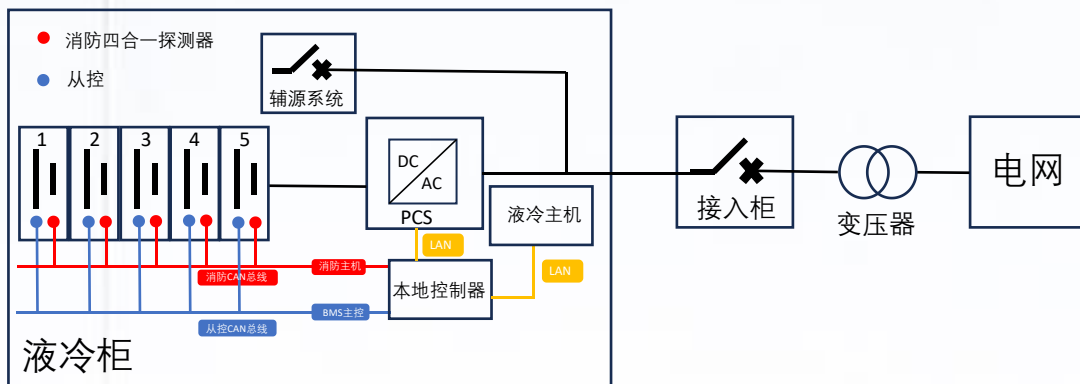 消防四合一探测器
从控
辅源系统
1
2
3
4
5
DC
AC
PCS
液冷主机
接入柜
变压器
电网
LAN
LAN
消防主机
消防CAN总线
本地控制器
BMS主控
从控CAN总线
液冷柜